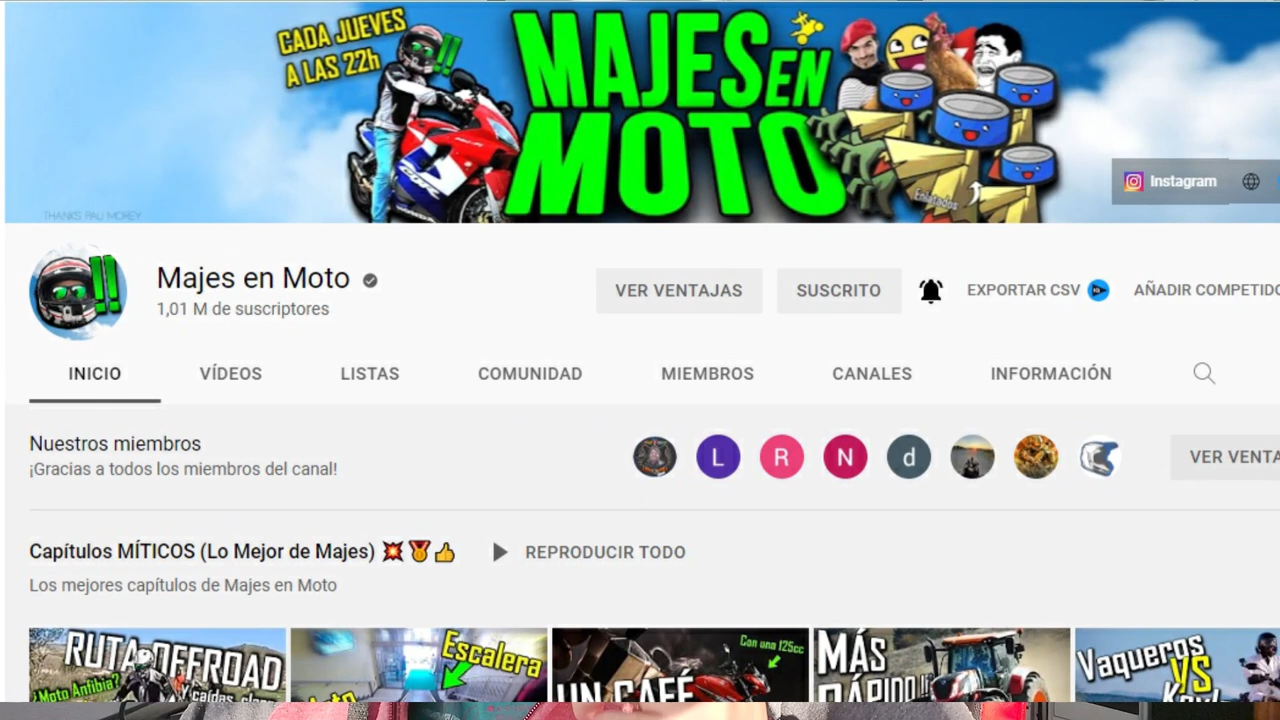 CADA JUEVES
A LAS 22h
MAJES EN
MOTO
Enlatados
Instagram
THANKS PAU MOREY
Majes en Moto
1,01 M de suscriptores
VER VENTAJAS
SUSCRITO
EXPORTAR CSV
AÑADIR COMPETIDO
INICIO
VÍDEOS
LISTAS
COMUNIDAD
MIEMBROS
CANALES
INFORMACIÓN
Nuestros miembros
¡Gracias a todos los miembros del canal!
L
R
N
d
VER VENTA
Capítulos MÍTICOS (Lo Mejor de Majes) 💥🏅👍
REPRODUCIR TODO
Los mejores capítulos de Majes en Moto
RUTA OFFROAD
¿Moto Anfibia?
Escalera
Con una 125cc
UN CAFÉ
MÁS
RÁPIDO!!
Vaqueros
VS